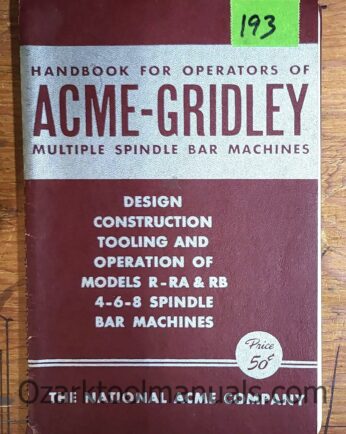 193
HANDBOOK FOR OPERATORS OF
ACME-GRIDLEY
MULTIPLE SPINDLE BAR MACHINES
DESIGN
CONSTRUCTION
TOOLING AND
OPERATION OF
MODELS R-RA & RB
4-6-8 SPINDLE
BAR MACHINES
Price
50¢
Ozarktoolmanuals.com
THE NATIONAL ACME COMPANY